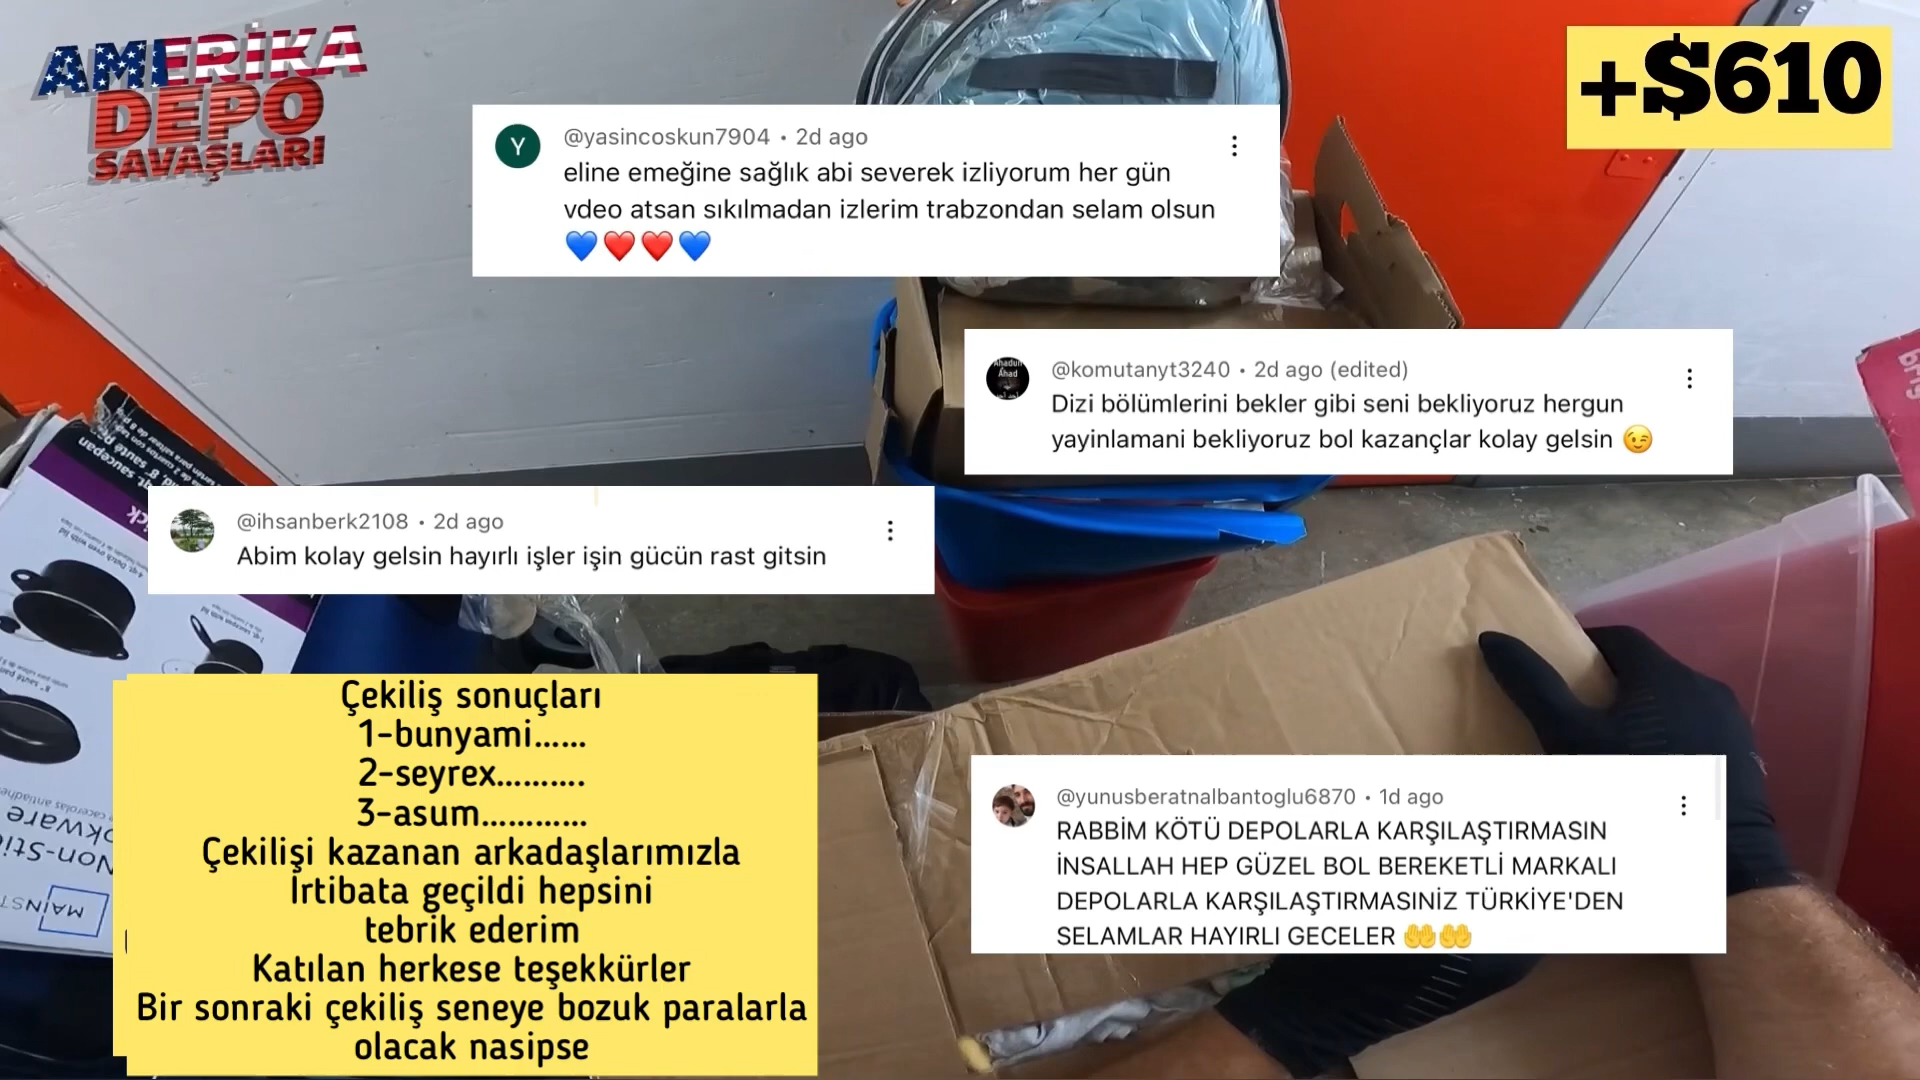 AMERİKA
DEPO
SAVAŞLARI
+$610
Y
@yasincoskun7904 • 2d ago
eline emeğine sağlık abi severek izliyorum her gün
vdeo atsan sıkılmadan izlerim trabzondan selam olsun
💙❤️❤️💙
Ahadun
Ahad
@komutanyt3240 • 2d ago (edited)
Dizi bölümlerini bekler gibi seni bekliyoruz hergun
yayinlamani bekliyoruz bol kazançlar kolay gelsin 😉
@ihsanberk2108 • 2d ago
Abim kolay gelsin hayırlı işler işin gücün rast gitsin
Çekiliş sonuçları
1-bunyami......
2-seyrex..........
3-asum............
Çekilişi kazanan arkadaşlarımızla
Irtibata geçildi hepsini
tebrik ederim
Katılan herkese teşekkürler
Bir sonraki çekiliş seneye bozuk paralarla
olacak nasipse
@yunusberatnalbantoglu6870 • 1d ago
RABBİM KÖTÜ DEPOLARLA KARŞILAŞTIRMASIN
İNSALLAH HEP GÜZEL BOL BEREKETLİ MARKALI
DEPOLARLA KARŞILAŞTIRMASINIZ TÜRKİYE'DEN
SELAMLAR HAYIRLI GECELER 🤲🤲